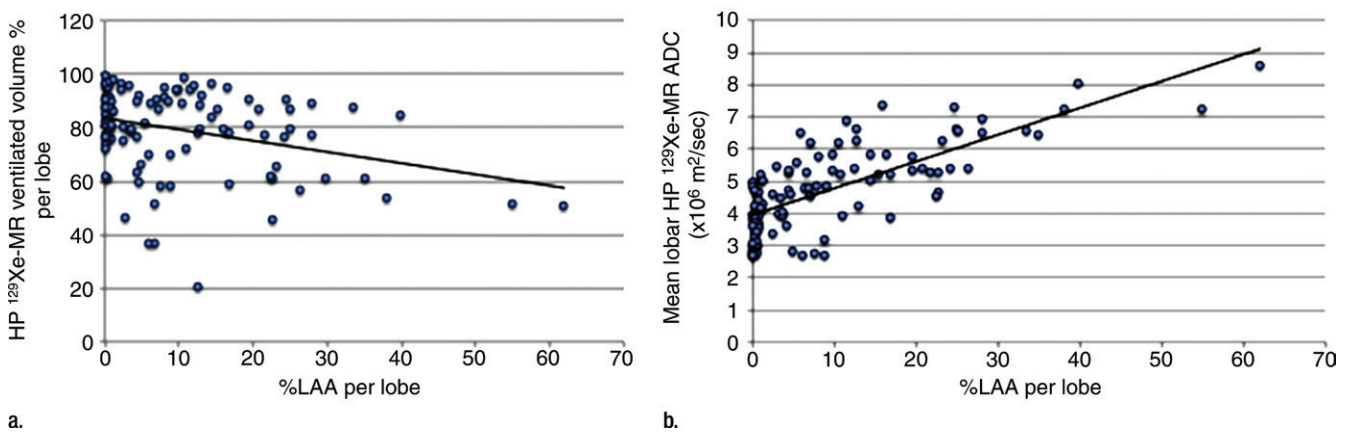 HP ¹²⁹Xe-MR ventilated volume %
per lobe
120
100
80
60
40
20
0
0 10 20 30 40 50 60 70
%LAA per lobe
a.
Mean lobar HP ¹²⁹Xe-MR ADC
(x10⁶ m²/sec)
10
9
8
7
6
5
4
3
2
1
0
0 10 20 30 40 50 60 70
%LAA per lobe
b.